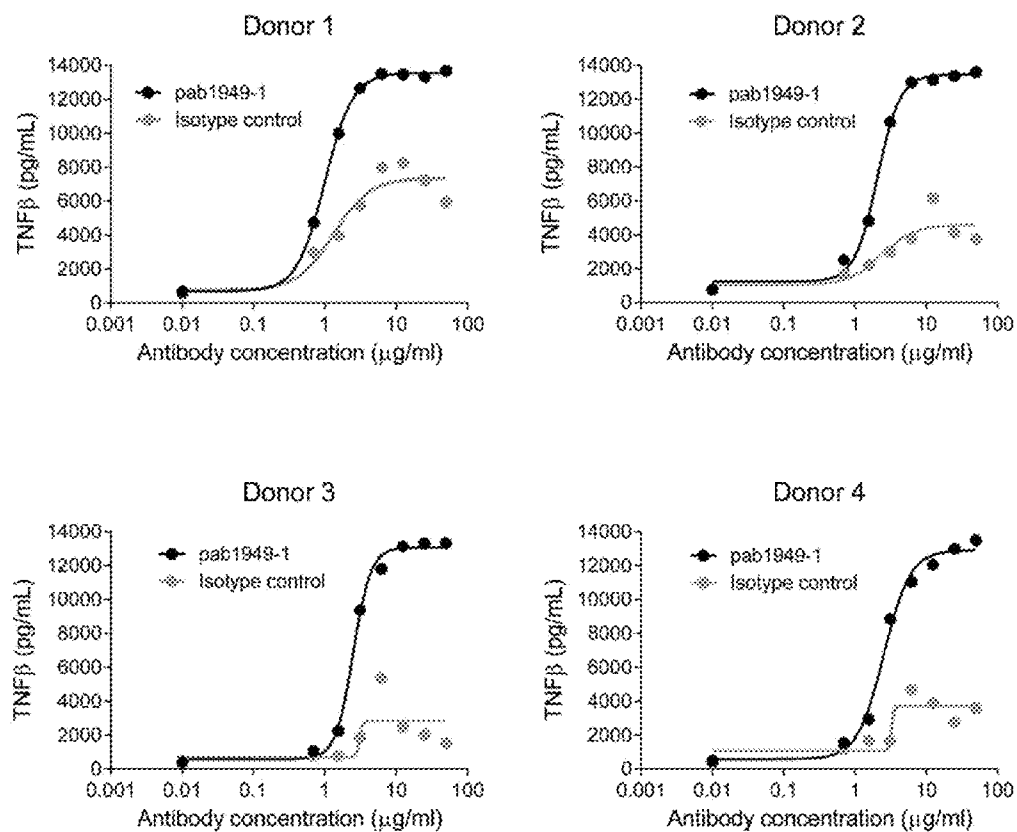 Donor 1
14000
12000
10000
8000
6000
4000
2000
0
TNFβ (pg/mL)
pab1949-1
Isotype control
0.001 0.01 0.1 1 10 100
Antibody concentration (μg/ml)
Donor 2
14000
12000
10000
8000
6000
4000
2000
0
TNFβ (pg/mL)
pab1949-1
Isotype control
0.001 0.01 0.1 1 10 100
Antibody concentration (μg/ml)
Donor 3
14000
12000
10000
8000
6000
4000
2000
0
TNFβ (pg/mL)
pab1949-1
Isotype control
0.001 0.01 0.1 1 10 100
Antibody concentration (μg/ml)
Donor 4
14000
12000
10000
8000
6000
4000
2000
0
TNFβ (pg/mL)
pab1949-1
Isotype control
0.001 0.01 0.1 1 10 100
Antibody concentration (μg/ml)